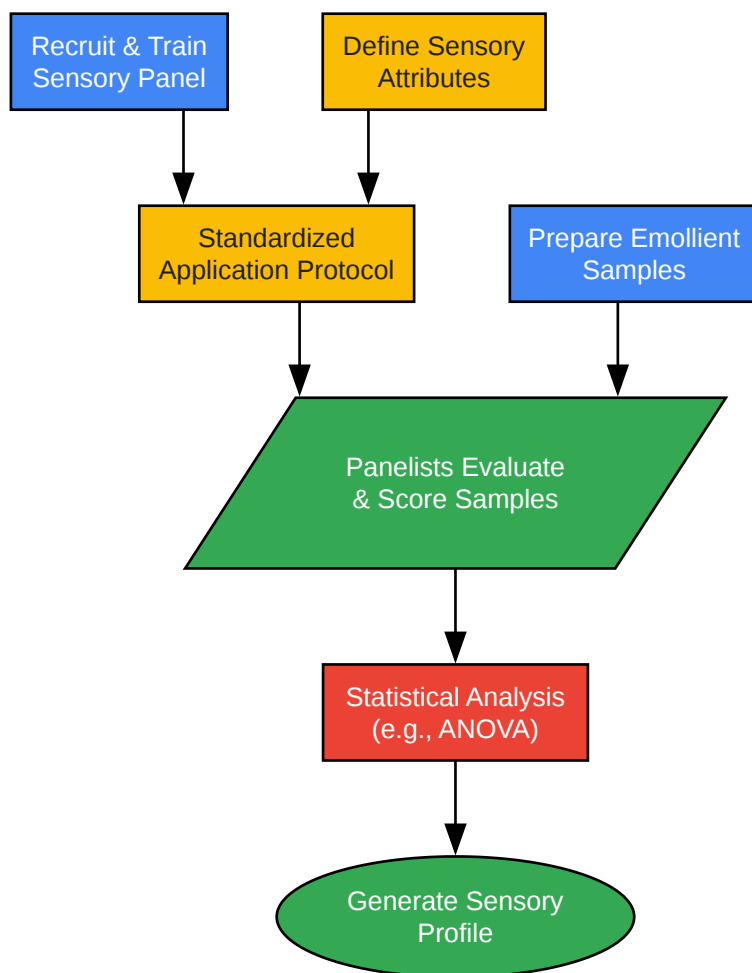 Recruit & Train
Sensory Panel
Define Sensory
Attributes
Standardized
Application Protocol
Prepare Emollient
Samples
Panelists Evaluate
& Score Samples
Statistical Analysis
(e.g., ANOVA)
Generate Sensory
Profile